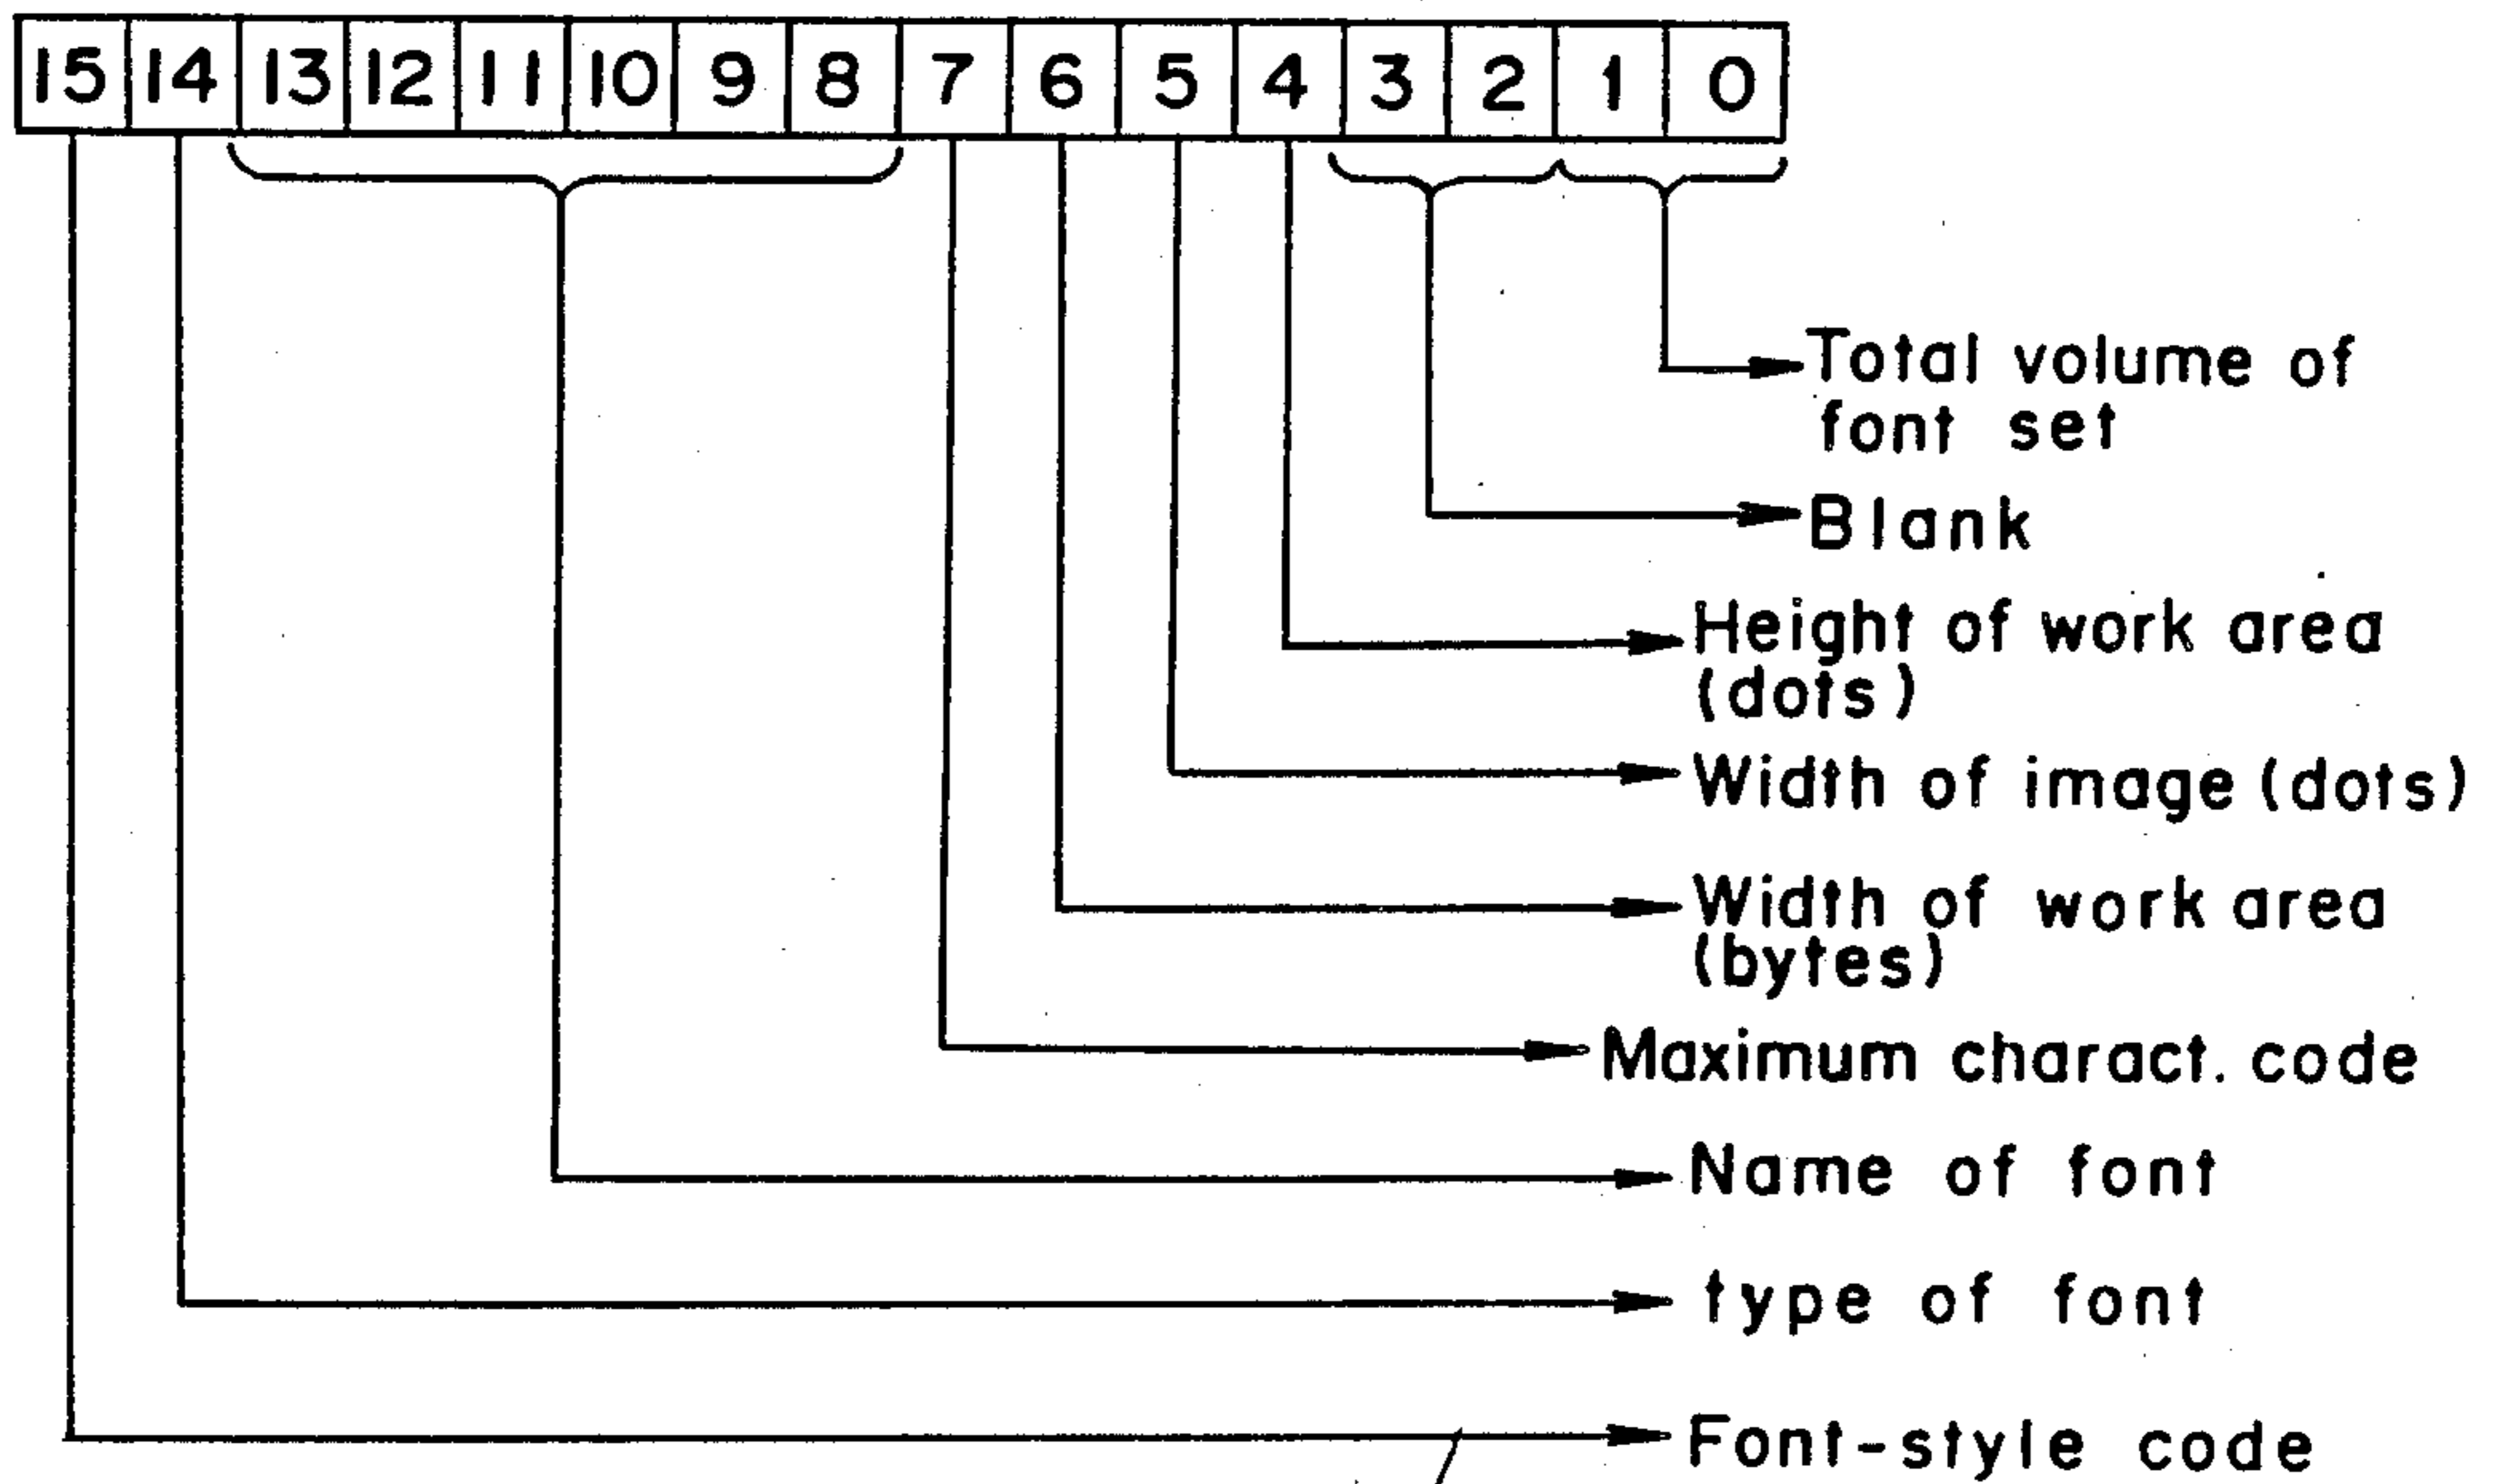 15 14 13 12 11 10 9 8 7 6 5 4 3 2 1 0
Total volume of
font set
Blank
Height of work area
(dots)
Width of image (dots)
Width of work area
(bytes)
Maximum charact. code
Name of font
type of font
Font-style code